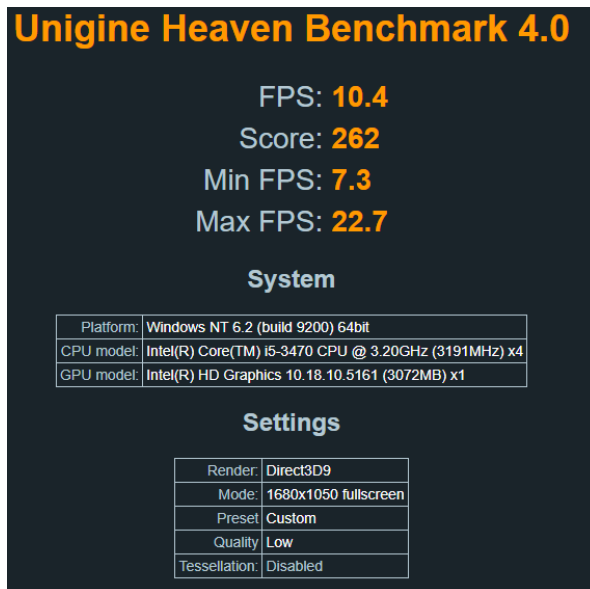 Unigine Heaven Benchmark 4.0
FPS: 10.4
Score: 262
Min FPS: 7.3
Max FPS: 22.7
System
Platform: Windows NT 6.2 (build 9200) 64bit
CPU model: Intel(R) Core(TM) i5-3470 CPU @ 3.20GHz (3191MHz) x4
GPU model: Intel(R) HD Graphics 10.18.10.5161 (3072MB) x1
Settings
Render: Direct3D9
Mode: 1680x1050 fullscreen
Preset Custom
Quality Low
Tessellation: Disabled